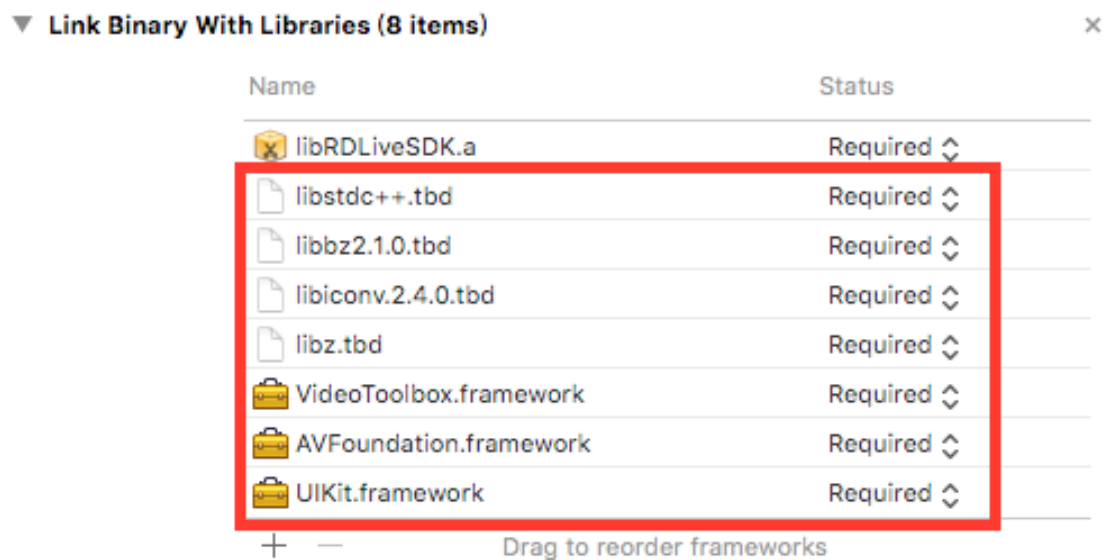 Link Binary With Libraries (8 items)
Name Status
libRDLiveSDK.a Required
libstdc++.tbd Required
libbz2.1.0.tbd Required
libiconv.2.4.0.tbd Required
libz.tbd Required
VideoToolbox.framework Required
AVFoundation.framework Required
UIKit.framework Required
Drag to reorder frameworks